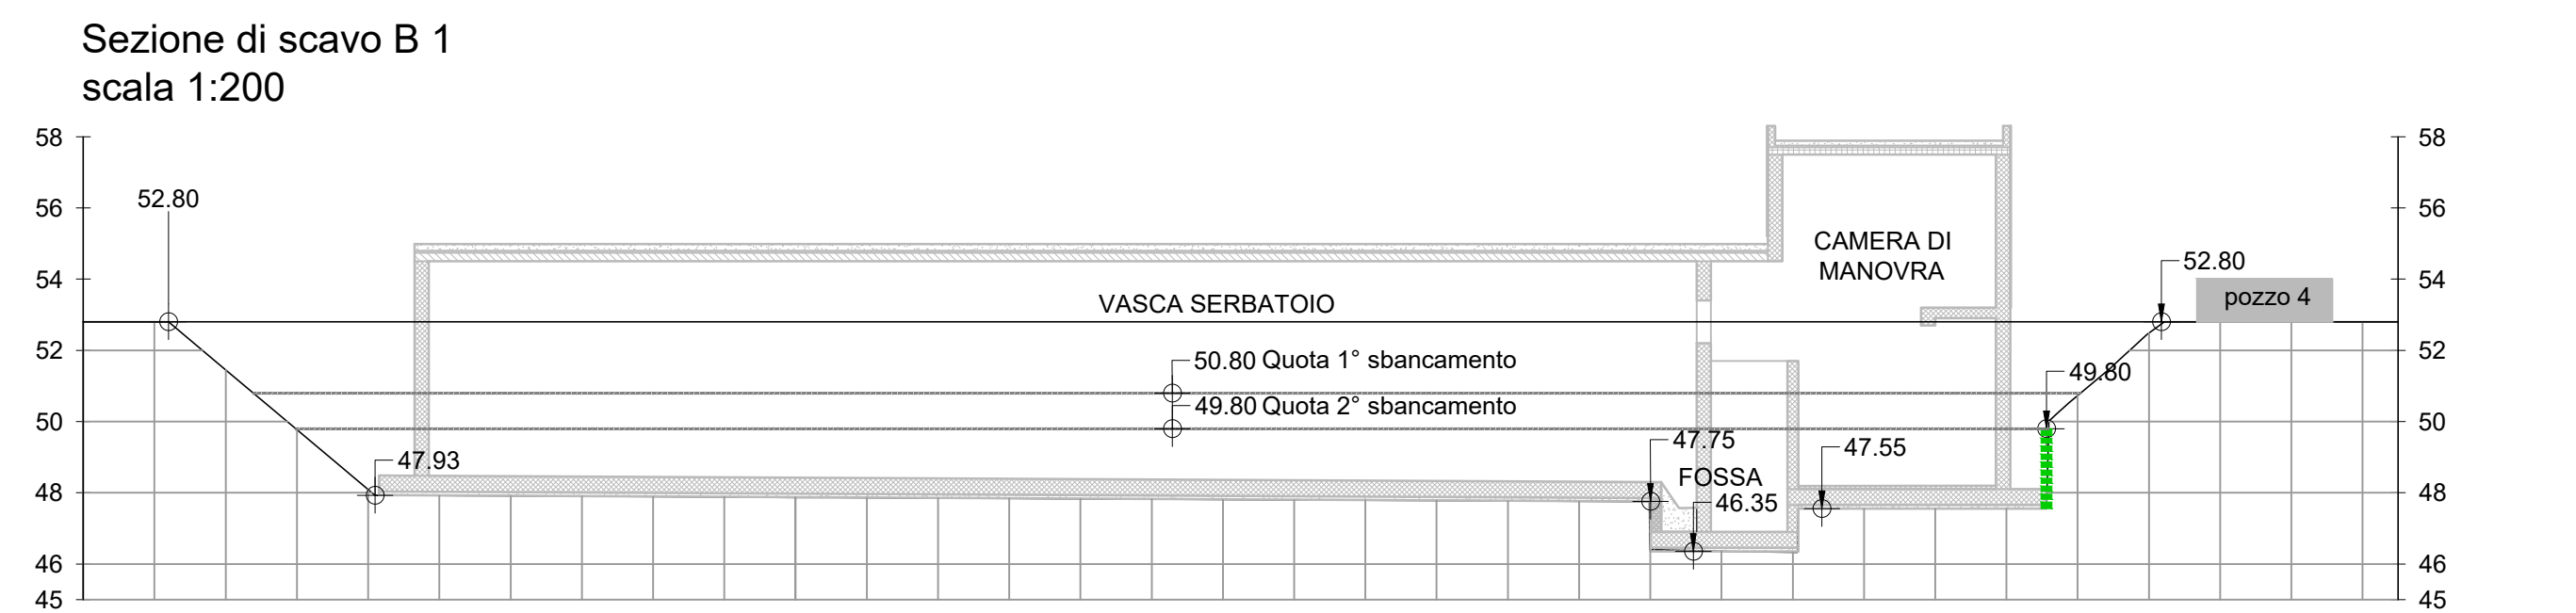 Sezione di scavo B 1
scala 1:200
58
58
52.80
56
56
CAMERA DI
MANOVRA
52.80
54
54
pozzo 4
VASCA SERBATOIO
52
52
50.80 Quota 1° sbancamento
49.80
49.80 Quota 2° sbancamento
50
50
47.75
47.55
47.93
FOSSA
48
48
46.35
46
46
45
45